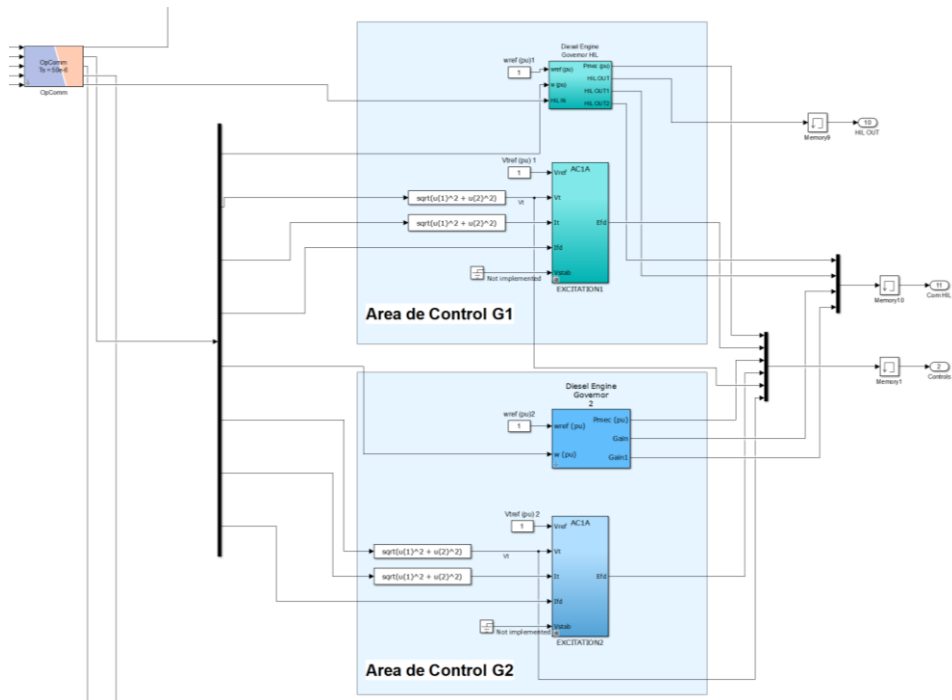 OpComm
Ts = 50e-6
OpComm
Diesel Engine
Governor HIL
wref (pu)1
1
wref (pu)
w (pu)
HIL IN
Pmec (pu)
HIL OUT
HIL OUT1
HIL OUT2
Memory9
10
HIL OUT
Vtref (pu) 1
1
AC1A
Vref
Vt
It
Ifd
Vstab
Efd
sqrt(u(1)^2 + u(2)^2)
Vt
sqrt(u(1)^2 + u(2)^2)
Not implemented
EXCITATION1
Area de Control G1
Memory10
11
Com HIL
Memory1
2
Controls
Diesel Engine
Governor
2
wref (pu)2
1
wref (pu)
w (pu)
Pmec (pu)
Gain
Gain1
Vtref (pu) 2
1
AC1A
Vref
Vt
It
Ifd
Vstab
Efd
sqrt(u(1)^2 + u(2)^2)
Vt
sqrt(u(1)^2 + u(2)^2)
Not implemented
EXCITATION2
Area de Control G2